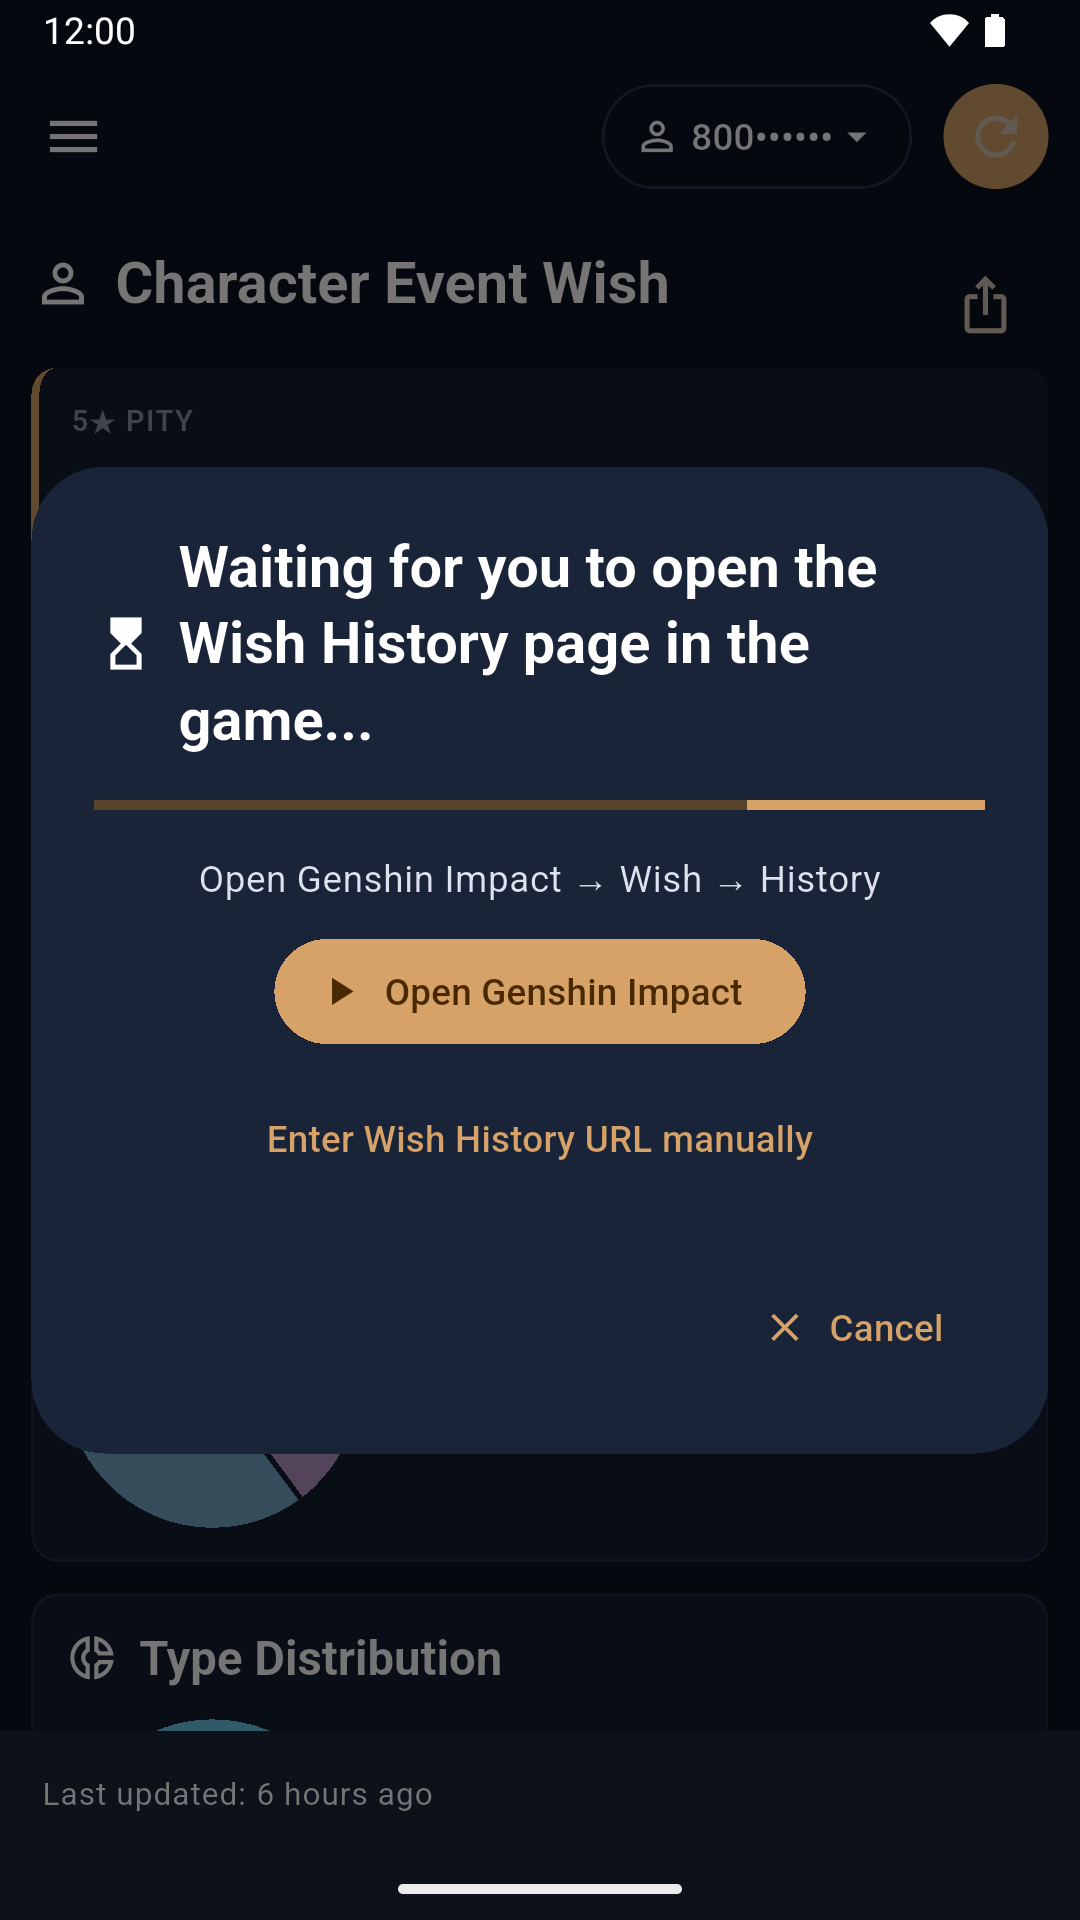 12:00
800••••••
Character Event Wish
5★ PITY
Waiting for you to open the
Wish History page in the
game...
Open Genshin Impact → Wish → History
Open Genshin Impact
Enter Wish History URL manually
Cancel
Type Distribution
Last updated: 6 hours ago